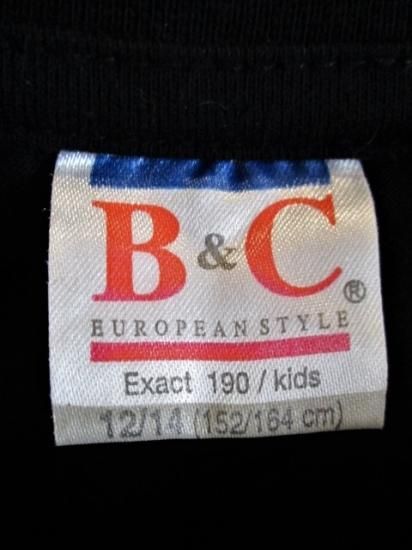 B&C®
EUROPEAN STYLE
Exact 190 / kids
12/14 (152/164 cm)